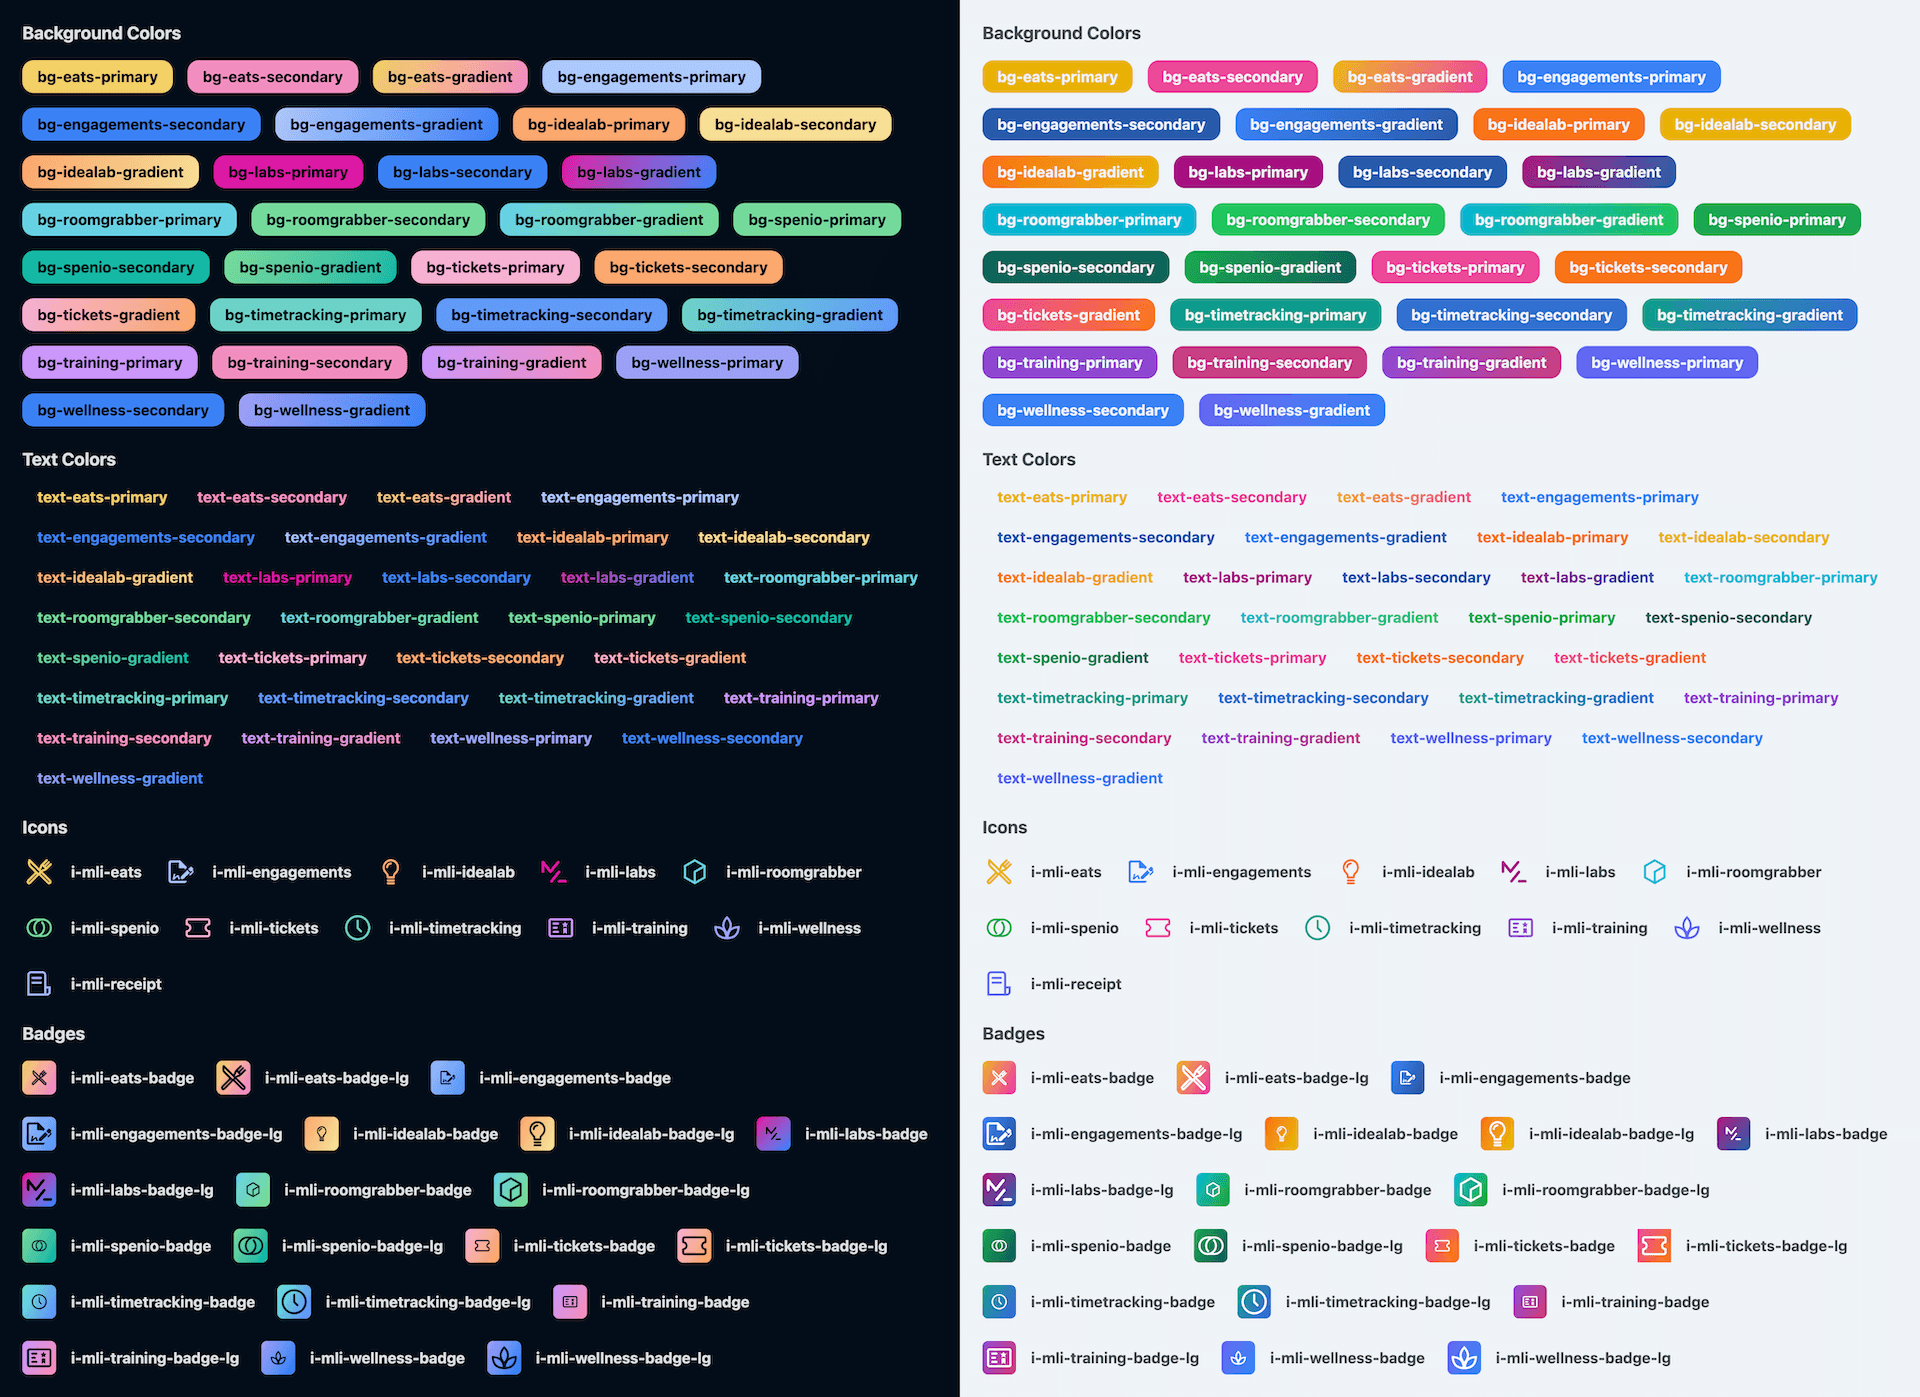 Background Colors
bg-eats-primary bg-eats-secondary bg-eats-gradient bg-engagements-primary
bg-engagements-secondary bg-engagements-gradient bg-idealab-primary bg-idealab-secondary
bg-idealab-gradient bg-labs-primary bg-labs-secondary bg-labs-gradient
bg-roomgrabber-primary bg-roomgrabber-secondary bg-roomgrabber-gradient bg-spenio-primary
bg-spenio-secondary bg-spenio-gradient bg-tickets-primary bg-tickets-secondary
bg-tickets-gradient bg-timetracking-primary bg-timetracking-secondary bg-timetracking-gradient
bg-training-primary bg-training-secondary bg-training-gradient bg-wellness-primary
bg-wellness-secondary bg-wellness-gradient
Text Colors
text-eats-primary text-eats-secondary text-eats-gradient text-engagements-primary
text-engagements-secondary text-engagements-gradient text-idealab-primary text-idealab-secondary
text-idealab-gradient text-labs-primary text-labs-secondary text-labs-gradient text-roomgrabber-primary
text-roomgrabber-secondary text-roomgrabber-gradient text-spenio-primary text-spenio-secondary
text-spenio-gradient text-tickets-primary text-tickets-secondary text-tickets-gradient
text-timetracking-primary text-timetracking-secondary text-timetracking-gradient text-training-primary
text-training-secondary text-training-gradient text-wellness-primary text-wellness-secondary
text-wellness-gradient
Icons
i-mli-eats i-mli-engagements i-mli-idealab i-mli-labs i-mli-roomgrabber
i-mli-spenio i-mli-tickets i-mli-timetracking i-mli-training i-mli-wellness
i-mli-receipt
Badges
i-mli-eats-badge i-mli-eats-badge-lg i-mli-engagements-badge
i-mli-engagements-badge-lg i-mli-idealab-badge i-mli-idealab-badge-lg i-mli-labs-badge
i-mli-labs-badge-lg i-mli-roomgrabber-badge i-mli-roomgrabber-badge-lg
i-mli-spenio-badge i-mli-spenio-badge-lg i-mli-tickets-badge i-mli-tickets-badge-lg
i-mli-timetracking-badge i-mli-timetracking-badge-lg i-mli-training-badge
i-mli-training-badge-lg i-mli-wellness-badge i-mli-wellness-badge-lg
Background Colors
bg-eats-primary bg-eats-secondary bg-eats-gradient bg-engagements-primary
bg-engagements-secondary bg-engagements-gradient bg-idealab-primary bg-idealab-secondary
bg-idealab-gradient bg-labs-primary bg-labs-secondary bg-labs-gradient
bg-roomgrabber-primary bg-roomgrabber-secondary bg-roomgrabber-gradient bg-spenio-primary
bg-spenio-secondary bg-spenio-gradient bg-tickets-primary bg-tickets-secondary
bg-tickets-gradient bg-timetracking-primary bg-timetracking-secondary bg-timetracking-gradient
bg-training-primary bg-training-secondary bg-training-gradient bg-wellness-primary
bg-wellness-secondary bg-wellness-gradient
Text Colors
text-eats-primary text-eats-secondary text-eats-gradient text-engagements-primary
text-engagements-secondary text-engagements-gradient text-idealab-primary text-idealab-secondary
text-idealab-gradient text-labs-primary text-labs-secondary text-labs-gradient text-roomgrabber-primary
text-roomgrabber-secondary text-roomgrabber-gradient text-spenio-primary text-spenio-secondary
text-spenio-gradient text-tickets-primary text-tickets-secondary text-tickets-gradient
text-timetracking-primary text-timetracking-secondary text-timetracking-gradient text-training-primary
text-training-secondary text-training-gradient text-wellness-primary text-wellness-secondary
text-wellness-gradient
Icons
i-mli-eats i-mli-engagements i-mli-idealab i-mli-labs i-mli-roomgrabber
i-mli-spenio i-mli-tickets i-mli-timetracking i-mli-training i-mli-wellness
i-mli-receipt
Badges
i-mli-eats-badge i-mli-eats-badge-lg i-mli-engagements-badge
i-mli-engagements-badge-lg i-mli-idealab-badge i-mli-idealab-badge-lg i-mli-labs-badge
i-mli-labs-badge-lg i-mli-roomgrabber-badge i-mli-roomgrabber-badge-lg
i-mli-spenio-badge i-mli-spenio-badge-lg i-mli-tickets-badge i-mli-tickets-badge-lg
i-mli-timetracking-badge i-mli-timetracking-badge-lg i-mli-training-badge
i-mli-training-badge-lg i-mli-wellness-badge i-mli-wellness-badge-lg